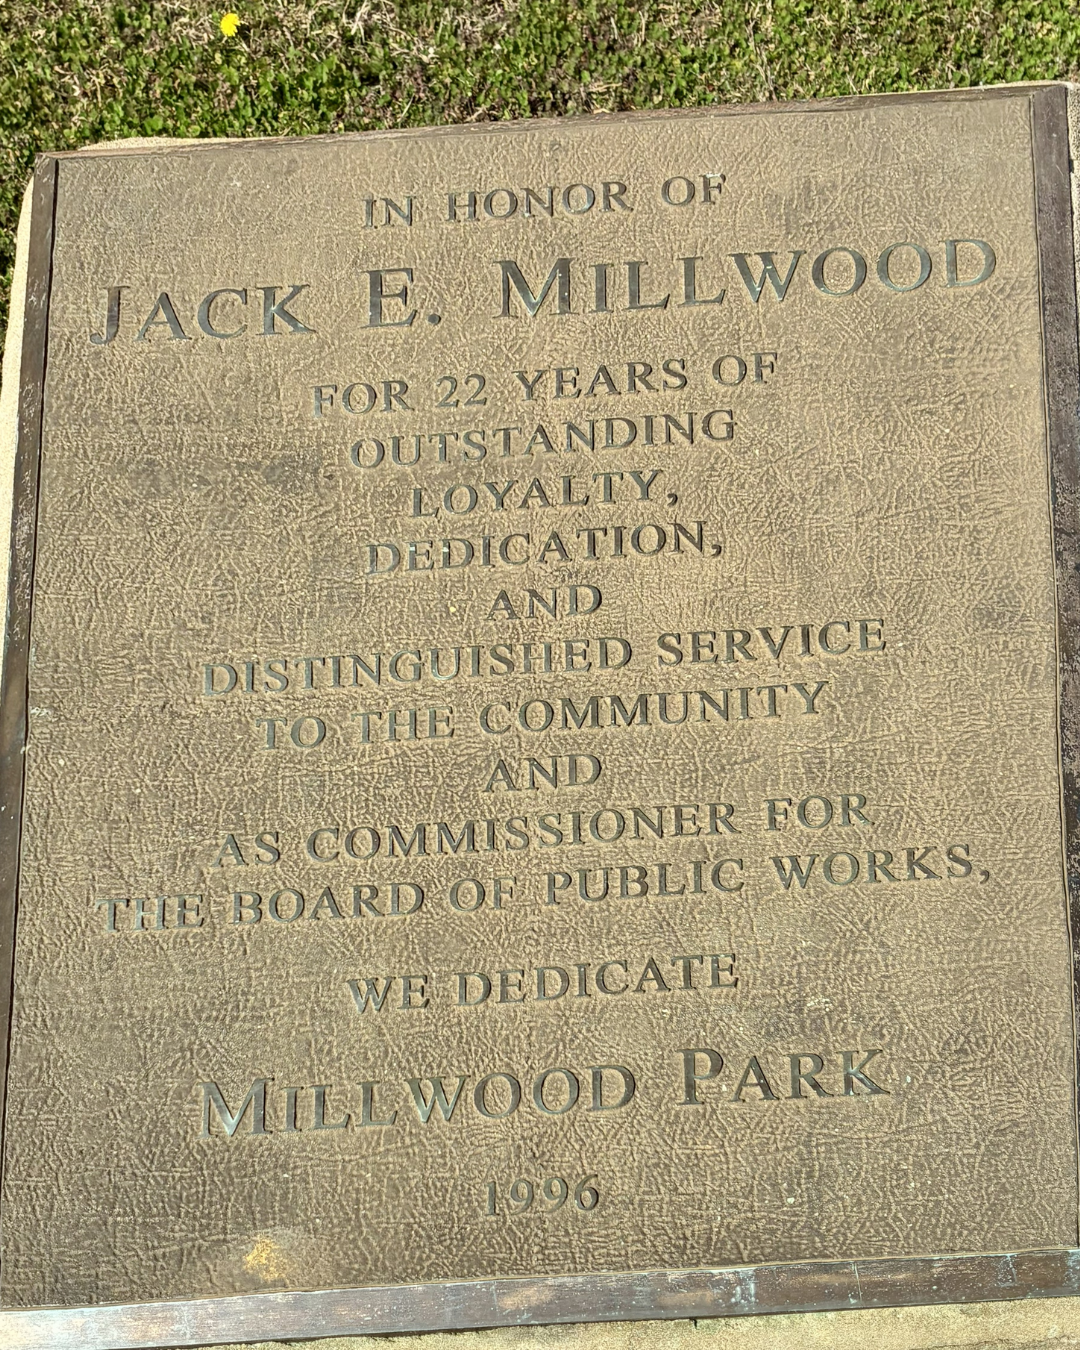 IN HONOR OF
JACK E. MILLWOOD
FOR 22 YEARS OF
OUTSTANDING
LOYALTY,
DEDICATION,
AND
DISTINGUISHED SERVICE
TO THE COMMUNITY
AND
AS COMMISSIONER FOR
THE BOARD OF PUBLIC WORKS,
WE DEDICATE
MILLWOOD PARK
1996